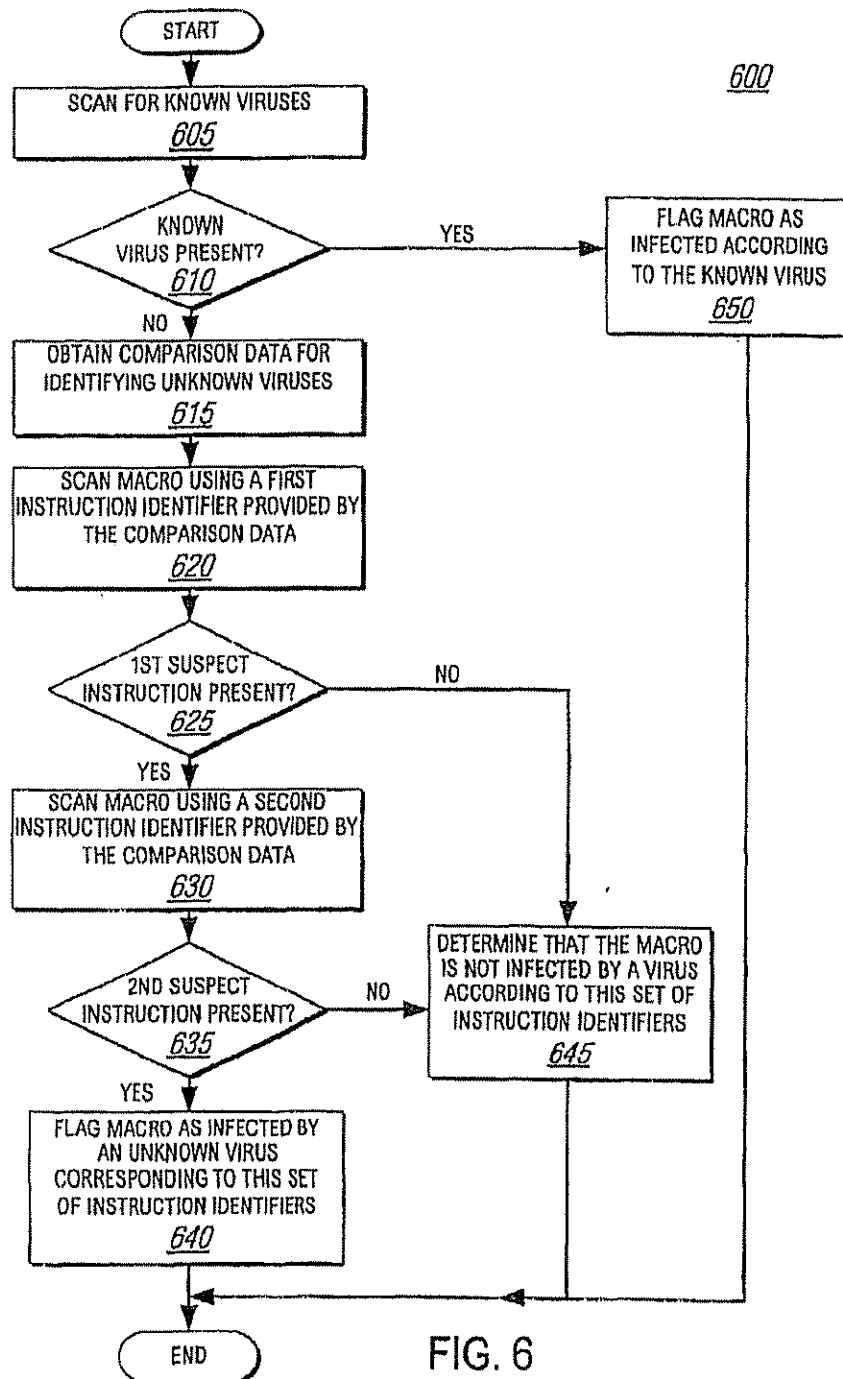 START
600
SCAN FOR KNOWN VIRUSES
605
KNOWN
VIRUS PRESENT?
610
YES
FLAG MACRO AS
INFECTED ACCORDING
TO THE KNOWN VIRUS
650
NO
OBTAIN COMPARISON DATA FOR
IDENTIFYING UNKNOWN VIRUSES
615
SCAN MACRO USING A FIRST
INSTRUCTION IDENTIFIER PROVIDED BY
THE COMPARISON DATA
620
1ST SUSPECT
INSTRUCTION PRESENT?
625
NO
YES
SCAN MACRO USING A SECOND
INSTRUCTION IDENTIFIER PROVIDED BY
THE COMPARISON DATA
630
2ND SUSPECT
INSTRUCTION PRESENT?
635
NO
DETERMINE THAT THE MACRO
IS NOT INFECTED BY A VIRUS
ACCORDING TO THIS SET OF
INSTRUCTION IDENTIFIERS
645
YES
FLAG MACRO AS INFECTED BY
AN UNKNOWN VIRUS
CORRESPONDING TO THIS SET
OF INSTRUCTION IDENTIFIERS
640
END
FIG. 6